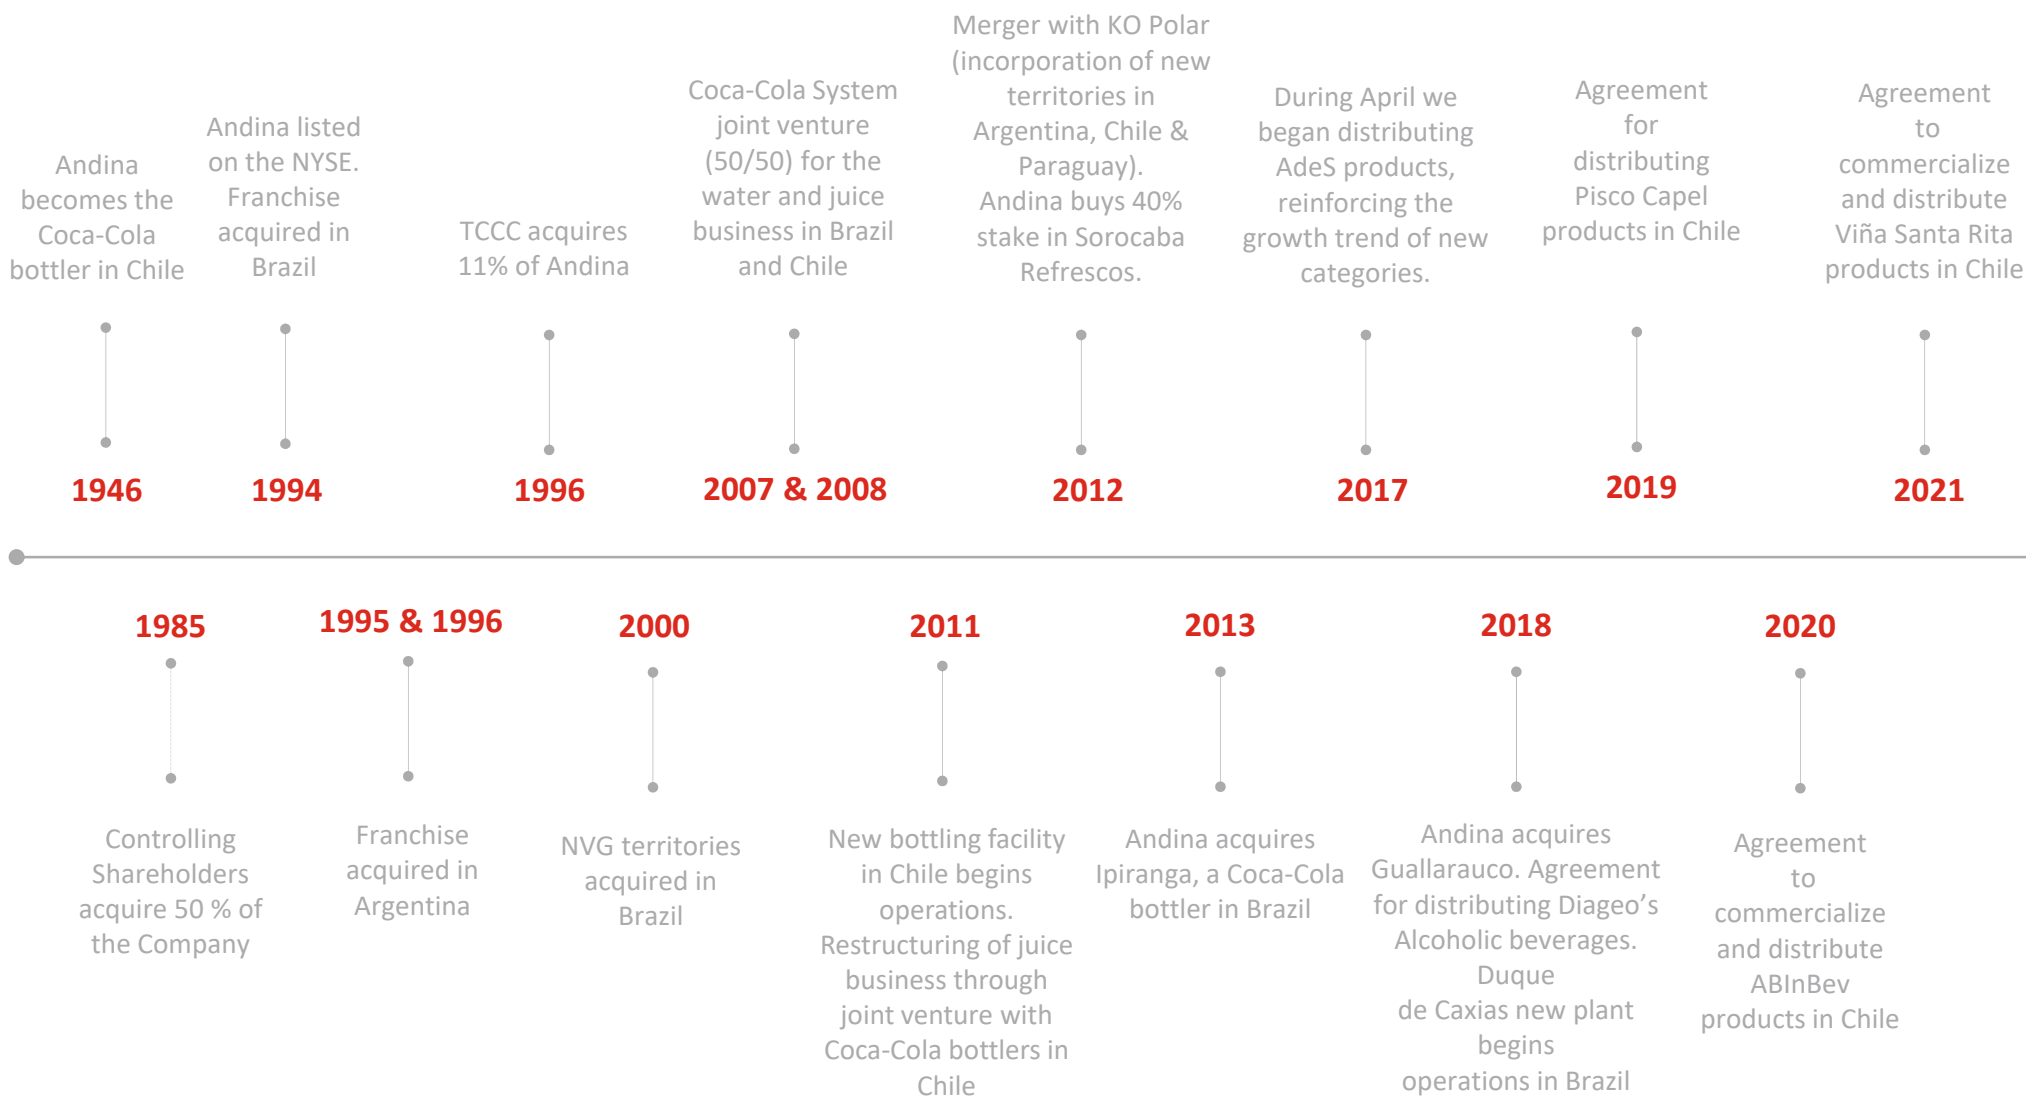 Andina
becomes the
Coca-Cola
bottler in Chile
1946
Andina listed
on the NYSE.
Franchise
acquired in
Brazil
1994
TCCC acquires
11% of Andina
1996
Coca-Cola System
joint venture
(50/50) for the
water and juice
business in Brazil
and Chile
2007 & 2008
Merger with KO Polar
(incorporation of new
territories in
Argentina, Chile &
Paraguay).
Andina buys 40%
stake in Sorocaba
Refrescos.
2012
During April we
began distributing
AdeS products,
reinforcing the
growth trend of new
categories.
2017
Agreement
for
distributing
Pisco Capel
products in Chile
2019
Agreement
to
commercialize
and distribute
Viña Santa Rita
products in Chile
2021
1985
Controlling
Shareholders
acquire 50 % of
the Company
1995 & 1996
Franchise
acquired in
Argentina
2000
NVG territories
acquired in
Brazil
2011
New bottling facility
in Chile begins
operations.
Restructuring of juice
business through
joint venture with
Coca-Cola bottlers in
Chile
2013
Andina acquires
Ipiranga, a Coca-Cola
bottler in Brazil
2018
Andina acquires
Guallarauco. Agreement
for distributing Diageo’s
Alcoholic beverages.
Duque
de Caxias new plant
begins
operations in Brazil
2020
Agreement
to
commercialize
and distribute
ABInBev
products in Chile